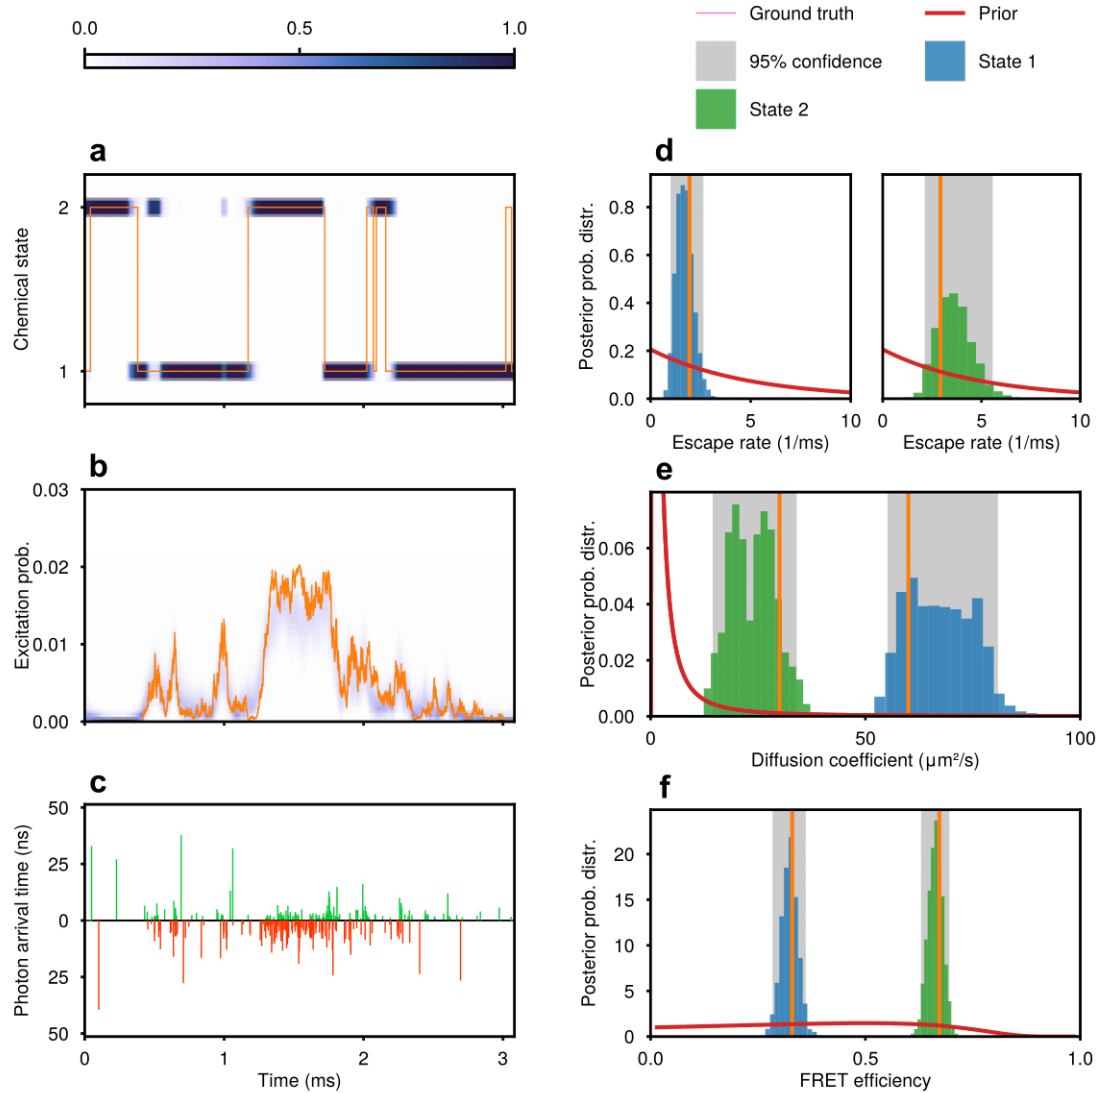 0.0 0.5 1.0
Ground truth Prior
95% confidence State 1
State 2
a
2
1
Chemical state
b
0.03
0.02
0.01
0.00
Excitation prob.
c
50
25
0
25
50
Photon arrival time (ns)
0 1 2 3
Time (ms)
d
0.8
0.6
0.4
0.2
0.0
Posterior prob. distr.
0 5 10 0 5 10
Escape rate (1/ms) Escape rate (1/ms)
e
0.06
0.04
0.02
0.00
Posterior prob. distr.
0 50 100
Diffusion coefficient (µm²/s)
f
20
15
10
5
0
Posterior prob. distr.
0.0 0.5 1.0
FRET efficiency